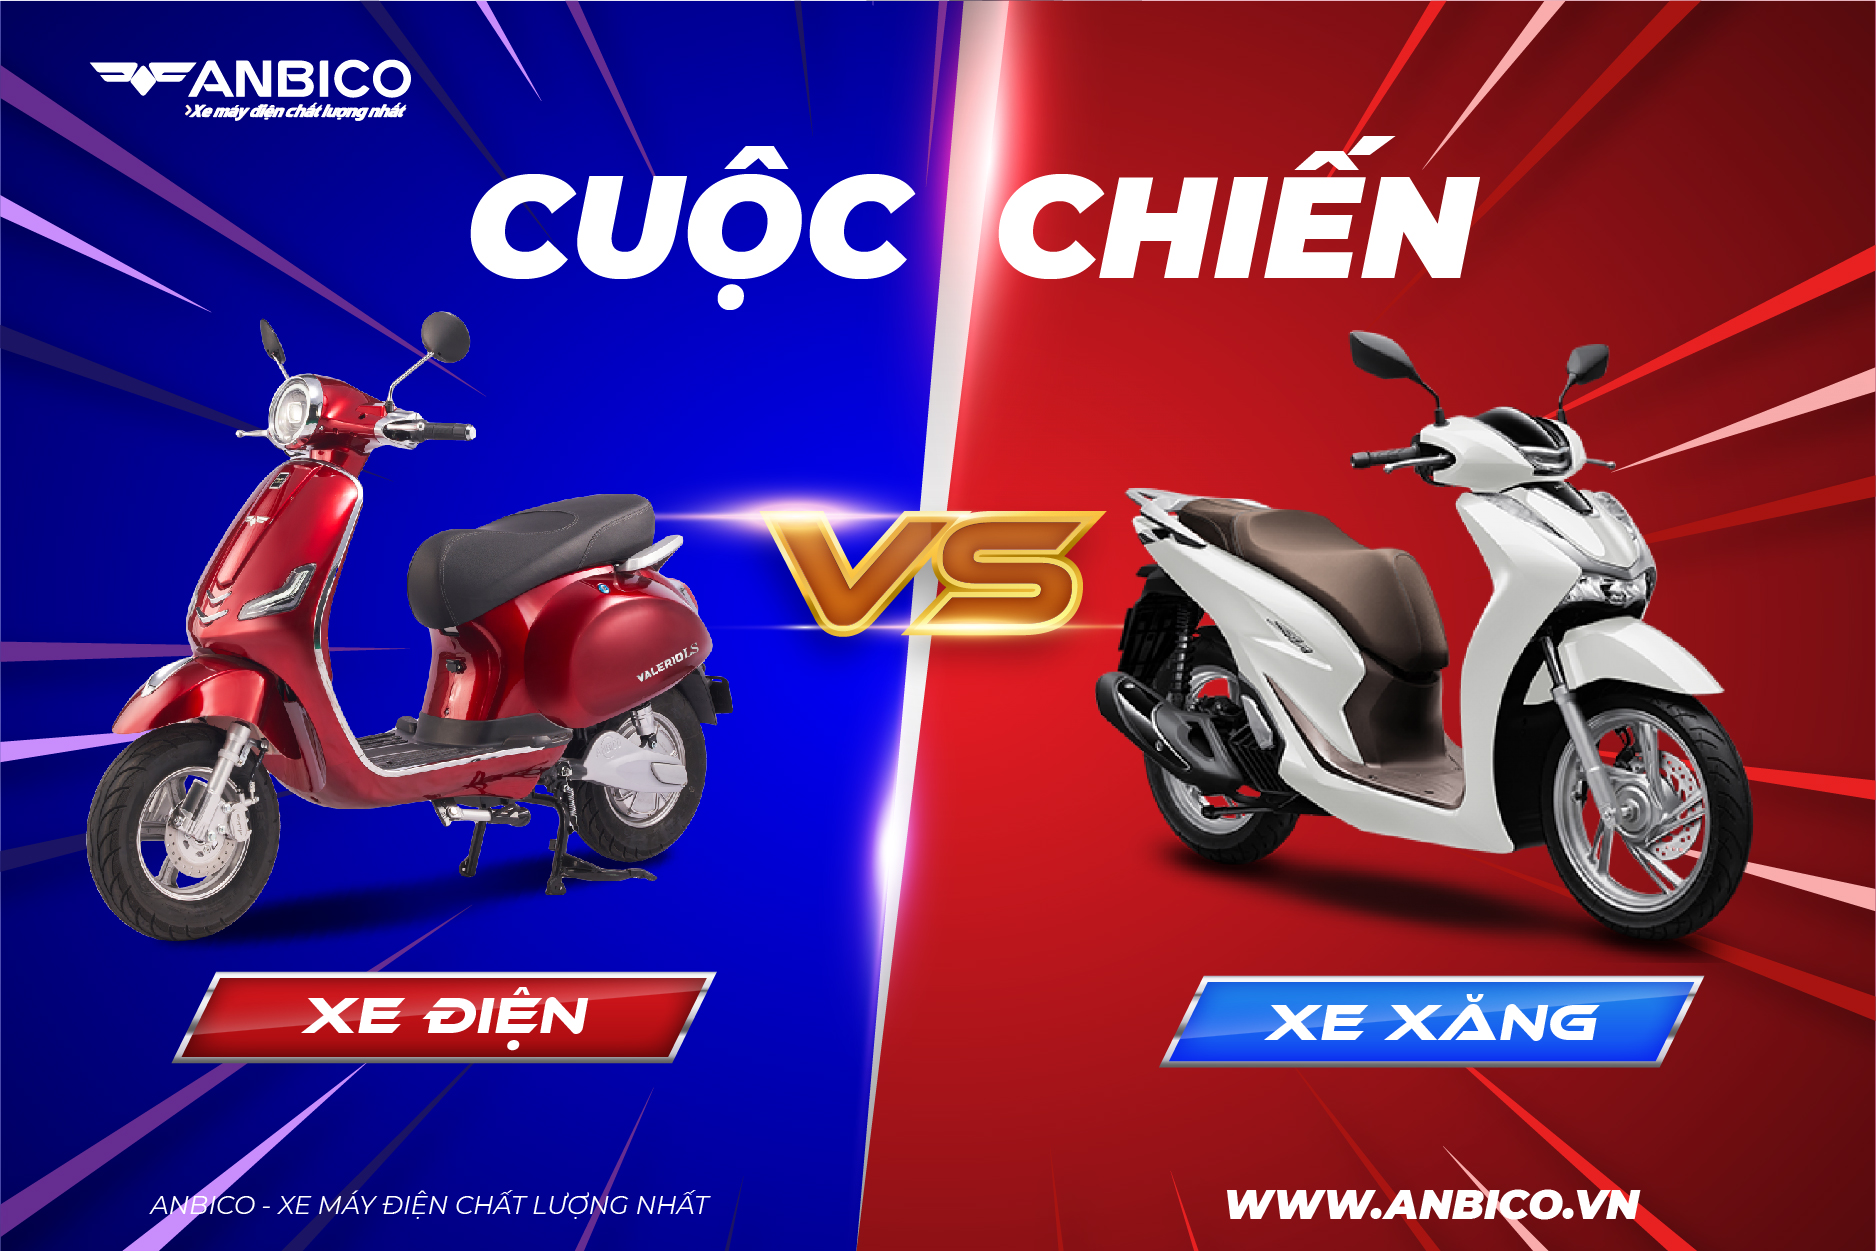 ANBICO
Xe máy điện chất lượng nhất
CUỘC CHIẾN
VS
VALERIO LS
XE ĐIỆN
XE XĂNG
ANBICO - XE MÁY ĐIỆN CHẤT LƯỢNG NHẤT
WWW.ANBICO.VN